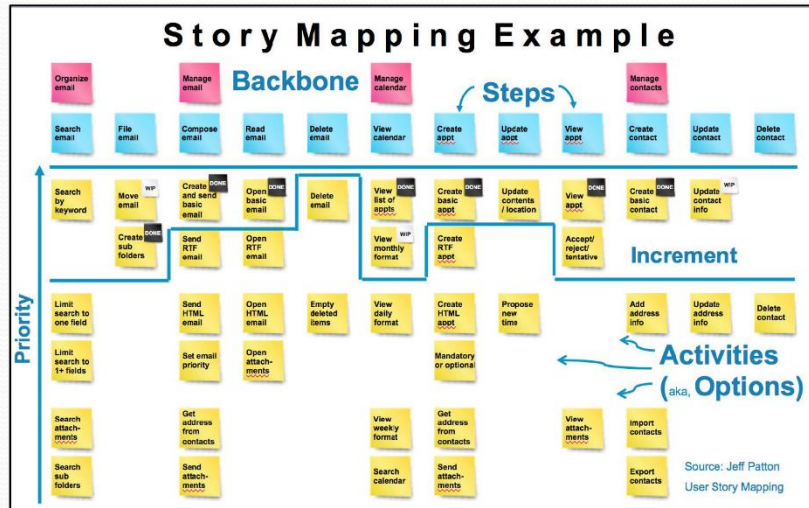 Story Mapping Example
Organize
email
Manage
email
Backbone
Manage
calendar
Steps
Manage
contacts
Search
email
File
email
Compose
email
Read
email
Delete
email
View
calendar
Create
appt
Update
appt
View
appt
Create
contact
Update
contact
Delete
contact
Priority
Search
by
keyword
Move
email
WIP
Create
and send
basic
email
DONE
Open
basic
email
DONE
Delete
email
View
list of
appts
DONE
Create
basic
appt
DONE
Update
contents /
location
View
appt
DONE
Create
basic
contact
DONE
Update
contact
info
WIP
Create
sub
folders
DONE
Send
RTF
email
Open
RTF
email
View
monthly
format
WIP
Create
RTF
appt
Accept/
reject/
tentative
Increment
Limit
search to
one field
Send
HTML
email
Open
HTML
email
Empty
deleted
items
View
daily
format
Create
HTML
appt
Propose
new
time
Add
address
info
Update
address
info
Delete
contact
Limit
search to
1+ fields
Set email
priority
Open
attach-
ments
Mandatory
or optional
Activities
(aka, Options)
Search
attach-
ments
Get
address
from
contacts
View
weekly
format
Get
address
from
contacts
View
attach-
ments
Import
contacts
Search
sub
folders
Send
attach-
ments
Search
calendar
Send
attach-
ments
Export
contacts
Source: Jeff Patton
User Story Mapping